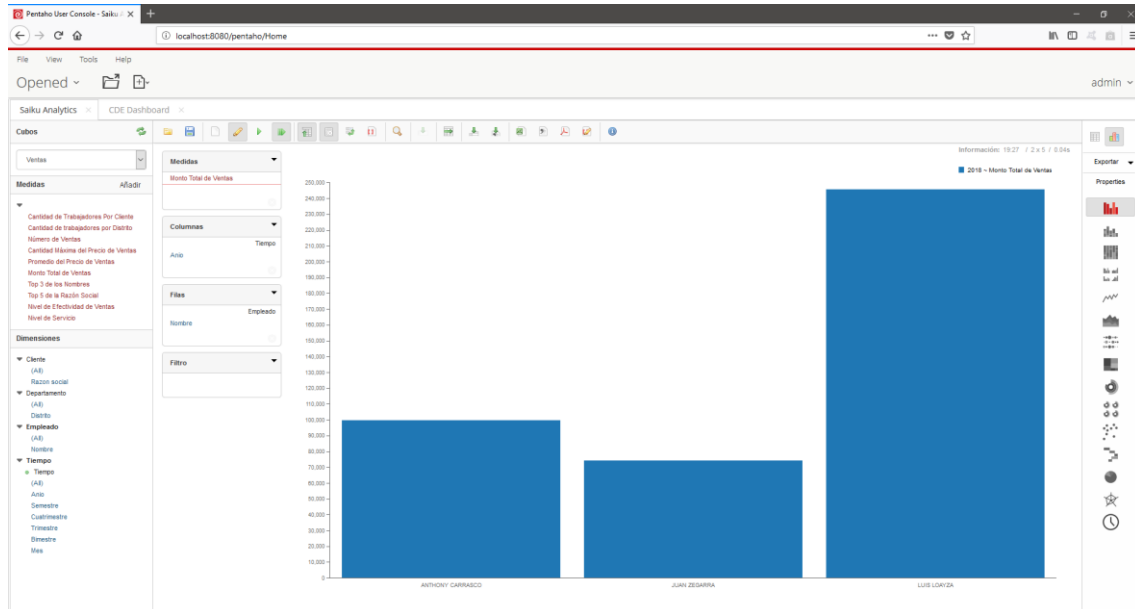 Pentaho User Console - Saiku A
localhost:8080/pentaho/Home
File View Tools Help
Opened
admin
Saiku Analytics
CDE Dashboard
Cubos
Ventas
Medidas Añadir
Cantidad de Trabajadores Por Cliente
Cantidad de trabajadores por Distrito
Número de Ventas
Cantidad Máxima del Precio de Ventas
Promedio del Precio de Ventas
Monto Total de Ventas
Top 3 de los Nombres
Top 5 de la Razón Social
Nivel de Efectividad de Ventas
Nivel de Servicio
Dimensiones
Cliente
(All)
Razon social
Departamento
(All)
Distrito
Empleado
(All)
Nombre
Tiempo
Tiempo
(All)
Anio
Semestre
Cuatrimestre
Trimestre
Bimestre
Mes
Medidas
Monto Total de Ventas
Columnas
Tiempo
Anio
Filas
Empleado
Nombre
Filtro
Información: 19:27 / 2 x 5 / 0.04s
2018 ~ Monto Total de Ventas
250,000
240,000
230,000
220,000
210,000
200,000
190,000
180,000
170,000
160,000
150,000
140,000
130,000
120,000
110,000
100,000
90,000
80,000
70,000
60,000
50,000
40,000
30,000
20,000
10,000
0
ANTHONY CARRASCO
JUAN ZEGARRA
LUIS LOAYZA
Exportar
Properties